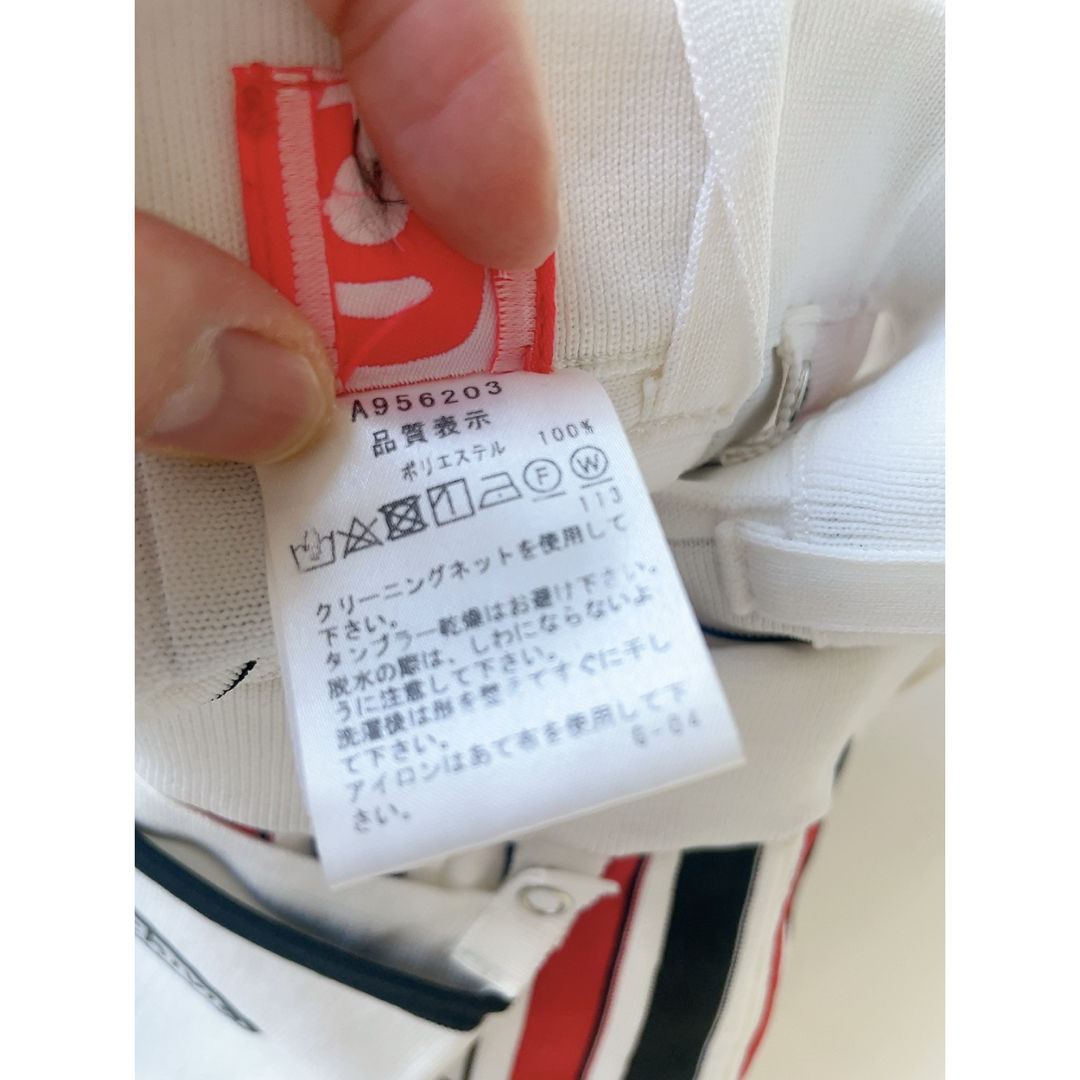 A956203
品質表示
ポリエステル 100%
F W
113
クリーニングネットを使用して
下さい。
タンブラー乾燥はお避け下さい。
脱水の際は、しわにならないよ
うに注意して下さい。
洗濯後は形を整えてすぐに干し
て下さい。
アイロンはあて布を使用して下
さい。
6-04